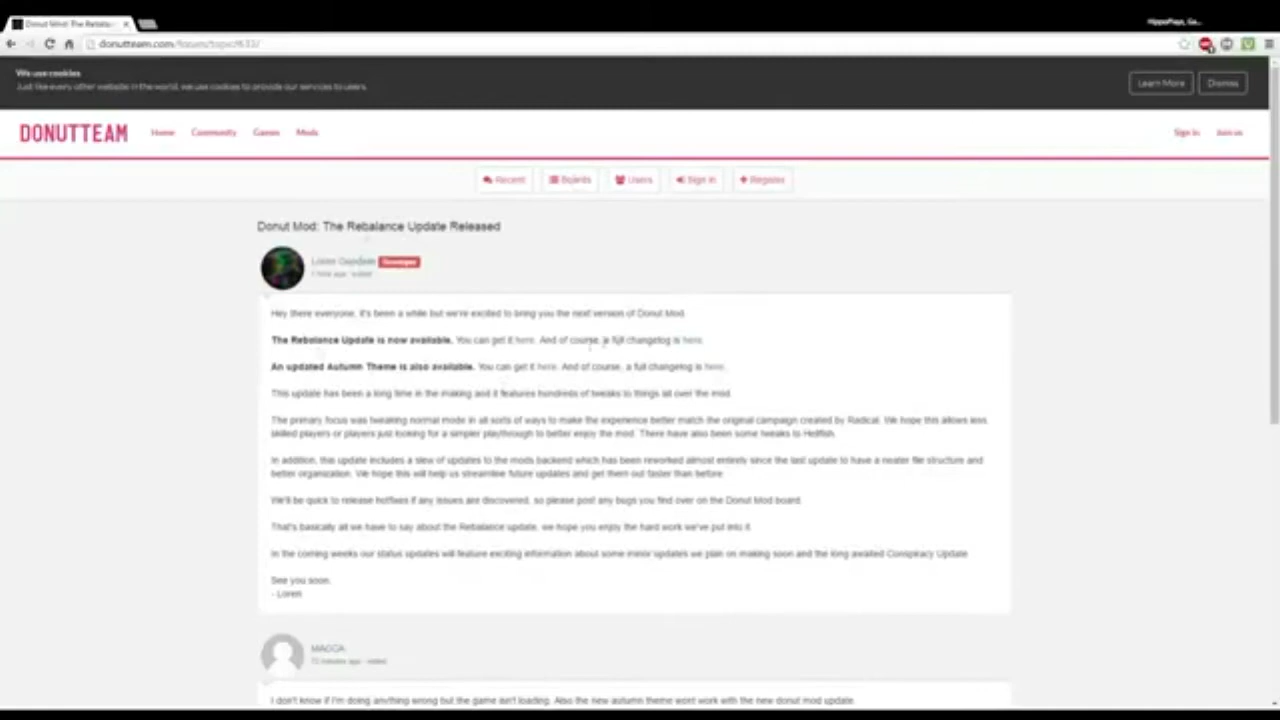 Donut Mod: The Rebala
donutteam.com/forum/topic/633/
We use cookies
Just like every other website in the world, we use cookies to provide our services to users.
Learn More Dismiss
DONUTTEAM Home Community Games Mods Sign In Join us
Recent Boards Users Sign In Register
Donut Mod: The Rebalance Update Released
Loren Developer
1 hour ago - edited
Hey there everyone, it's been a while but we're excited to bring you the next version of Donut Mod.
The Rebalance Update is now available. You can get it here. And of course, a full changelog is here.
An updated Autumn Theme is also available. You can get it here. And of course, a full changelog is here.
This update has been a long time in the making and it features hundreds of tweaks to things all over the mod.
The primary focus was tweaking normal mode in all sorts of ways to make the experience better match the original campaign created by Radical. We hope this allows less
skilled players or players just looking for a simpler playthrough to better enjoy the mod. There have also been some tweaks to Hellfish.
In addition, this update includes a slew of updates to the mods backend which has been reworked almost entirely since the last update to have a neater file structure and
better organization. We hope this will help us streamline future updates and get them out faster than before.
We'll be quick to release hotfixes if any issues are discovered, so please post any bugs you find over on the Donut Mod board.
That's basically all we have to say about the Rebalance update, we hope you enjoy the hard work we've put into it.
In the coming weeks our status updates will feature exciting information about some minor updates we plan on making soon and the long awaited Conspiracy Update
See you soon,
- Loren
MACCA
minutes ago - edited
I don't know if I'm doing anything wrong but the game isn't loading. Also the new autumn theme wont work with the new donut mod update.